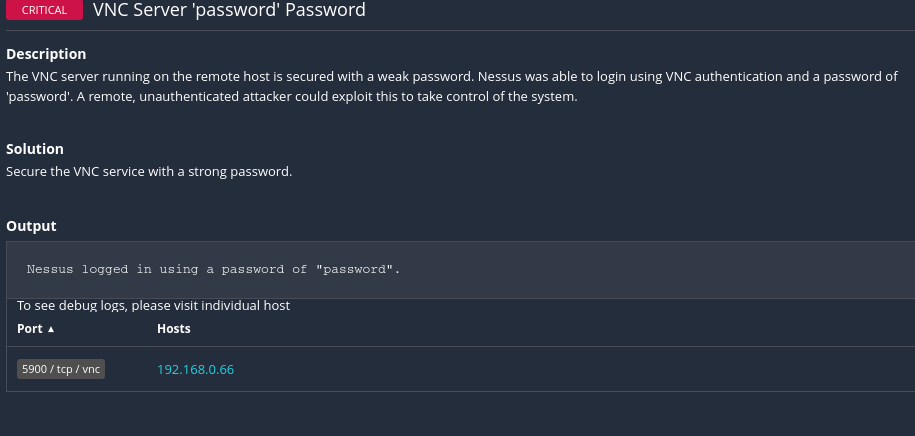 CRITICAL VNC Server 'password' Password
Description
The VNC server running on the remote host is secured with a weak password. Nessus was able to login using VNC authentication and a password of
'password'. A remote, unauthenticated attacker could exploit this to take control of the system.
Solution
Secure the VNC service with a strong password.
Output
Nessus logged in using a password of "password".
To see debug logs, please visit individual host
Port ▲ Hosts
5900 / tcp / vnc 192.168.0.66